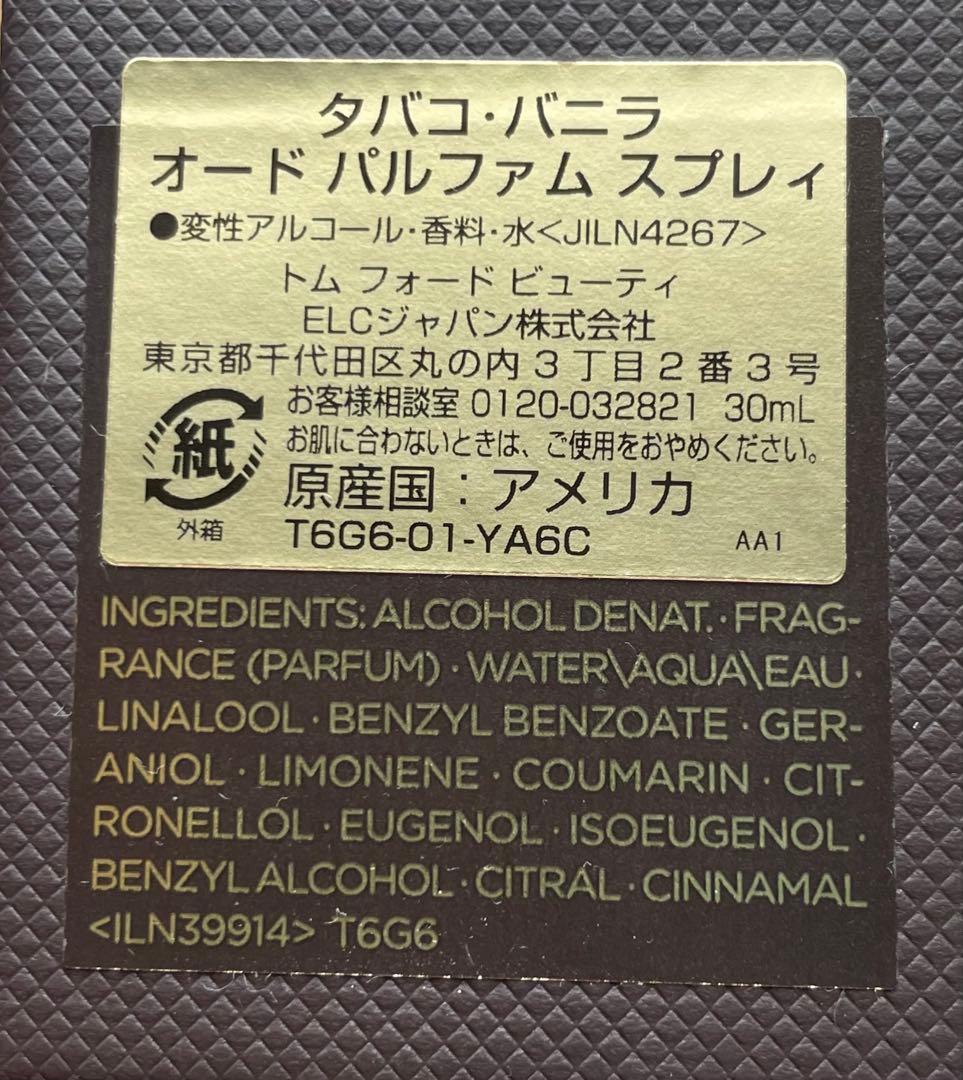 タバコ・バニラ
オード パルファム スプレィ
●変性アルコール・香料・水<JILN4267>
トム フォード ビューティ
ELCジャパン株式会社
東京都千代田区丸の内3丁目2番3号
お客様相談室 0120-032821 30mL
お肌に合わないときは、ご使用をおやめください。
紙
外箱
原産国：アメリカ
T6G6-01-YA6C AA1
INGREDIENTS: ALCOHOL DENAT. · FRAG-
RANCE (PARFUM) · WATER\AQUA\EAU ·
LINALOOL · BENZYL BENZOATE · GER-
ANIOL · LIMONENE · COUMARIN · CIT-
RONELLOL · EUGENOL · ISOEUGENOL ·
BENZYL ALCOHOL · CITRAL · CINNAMAL
<ILN39914> T6G6